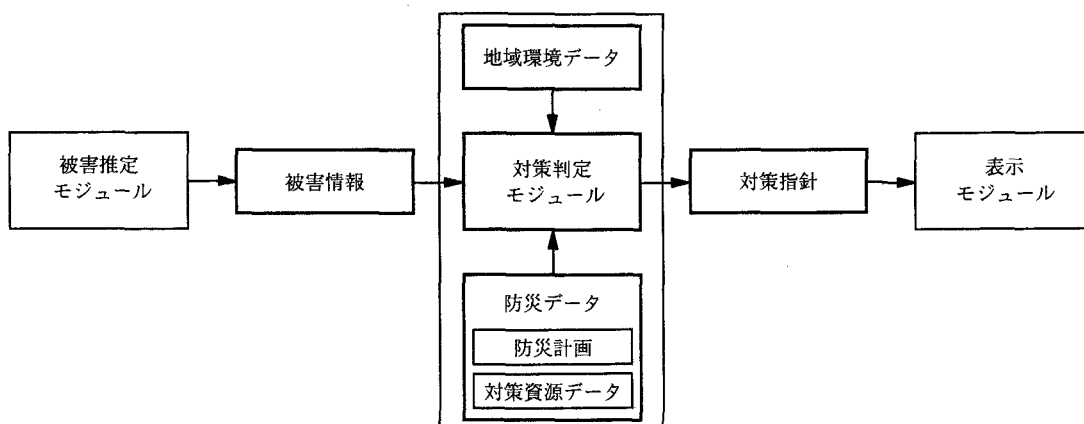 地域環境データ
被害推定
モジュール
被害情報
対策判定
モジュール
対策指針
表示
モジュール
防災データ
防災計画
対策資源データ